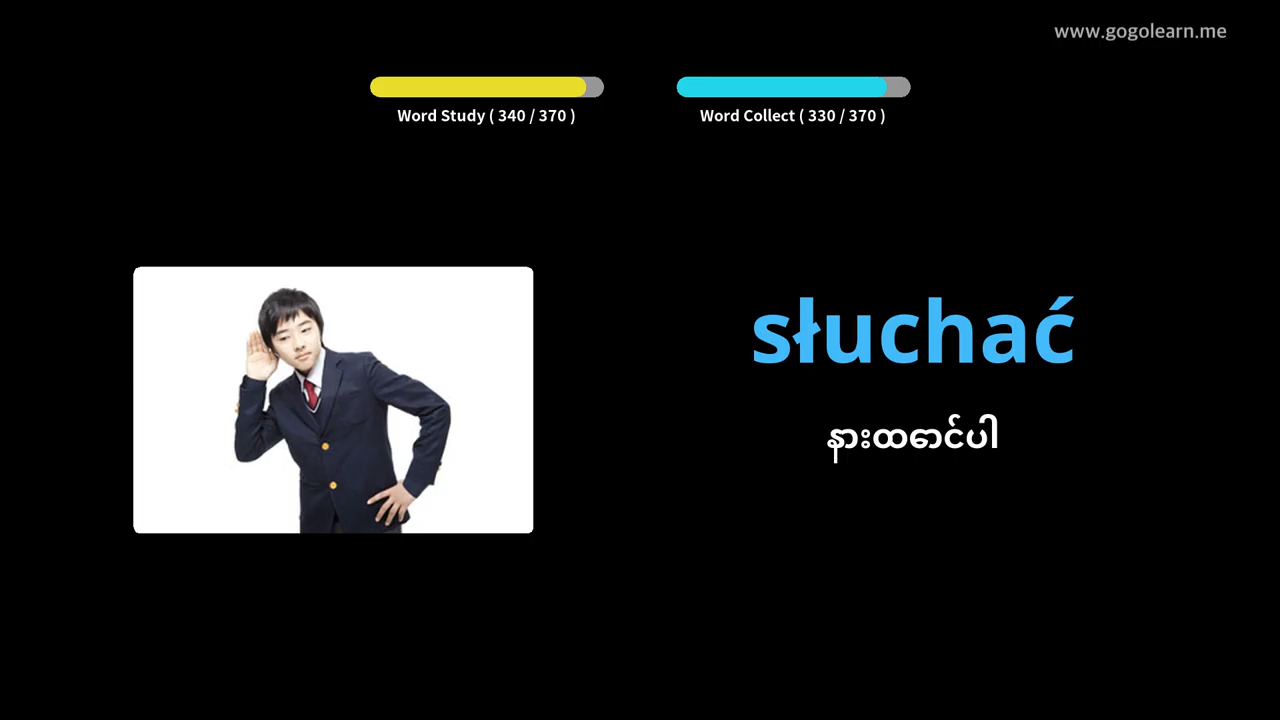 www.gogolearn.me
Word Study ( 340 / 370 )
Word Collect ( 330 / 370 )
słuchać
နားထောင်ပါ